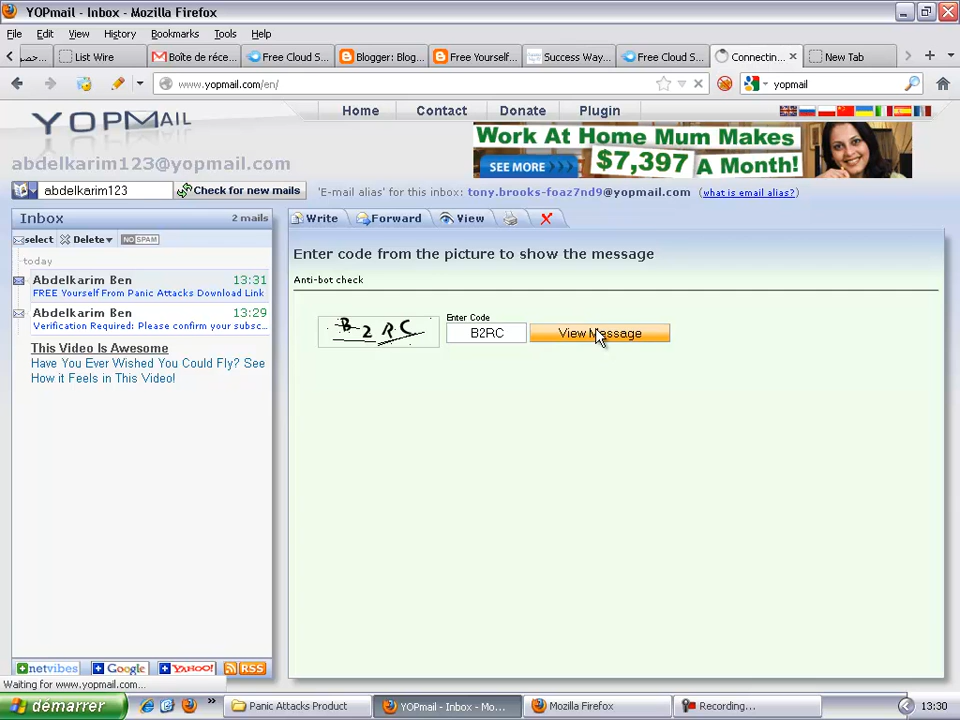 YOPmail - Inbox - Mozilla Firefox
File Edit View History Bookmarks Tools Help
List Wire Boîte de réce... Free Cloud S... Blogger: Blog... Free Yourself... Success Way... Free Cloud S... Connectin... New Tab
www.yopmail.com/en/ yopmail
Home Contact Donate Plugin
YOPMAIL
abdelkarim123@yopmail.com
Work At Home Mum Makes
SEE MORE >>> $7,397 A Month!
abdelkarim123 Check for new mails 'E-mail alias' for this inbox: tony.brooks-foaz7nd9@yopmail.com (what is email alias?)
Inbox 2 mails
Write Forward View
select Delete NO SPAM
today
Abdelkarim Ben 13:31
FREE Yourself From Panic Attacks Download Link
Abdelkarim Ben 13:29
Verification Required: Please confirm your subsc...
This Video Is Awesome
Have You Ever Wished You Could Fly? See
How it Feels in This Video!
Enter code from the picture to show the message
Anti-bot check
B2RC
Enter Code
B2RC View Message
netvibes Google YAHOO! RSS
Waiting for www.yopmail.com...
démarrer Panic Attacks Product YOPmail - Inbox - Mo... Mozilla Firefox Recording... 13:30